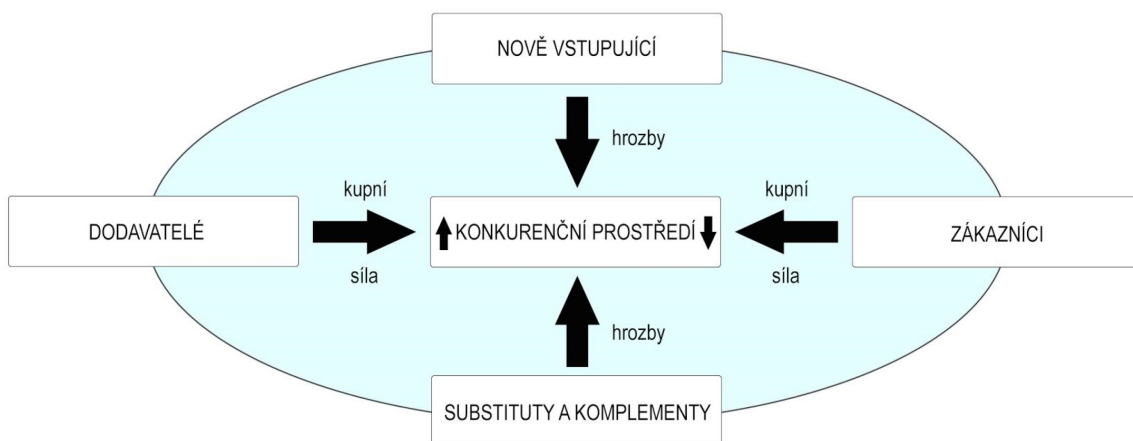 NOVĚ VSTUPUJÍCÍ
hrozby
kupní
kupní
DODAVATELÉ
KONKURENČNÍ PROSTŘEDÍ
ZÁKAZNÍCI
síla
síla
hrozby
SUBSTITUTY A KOMPLEMENTY